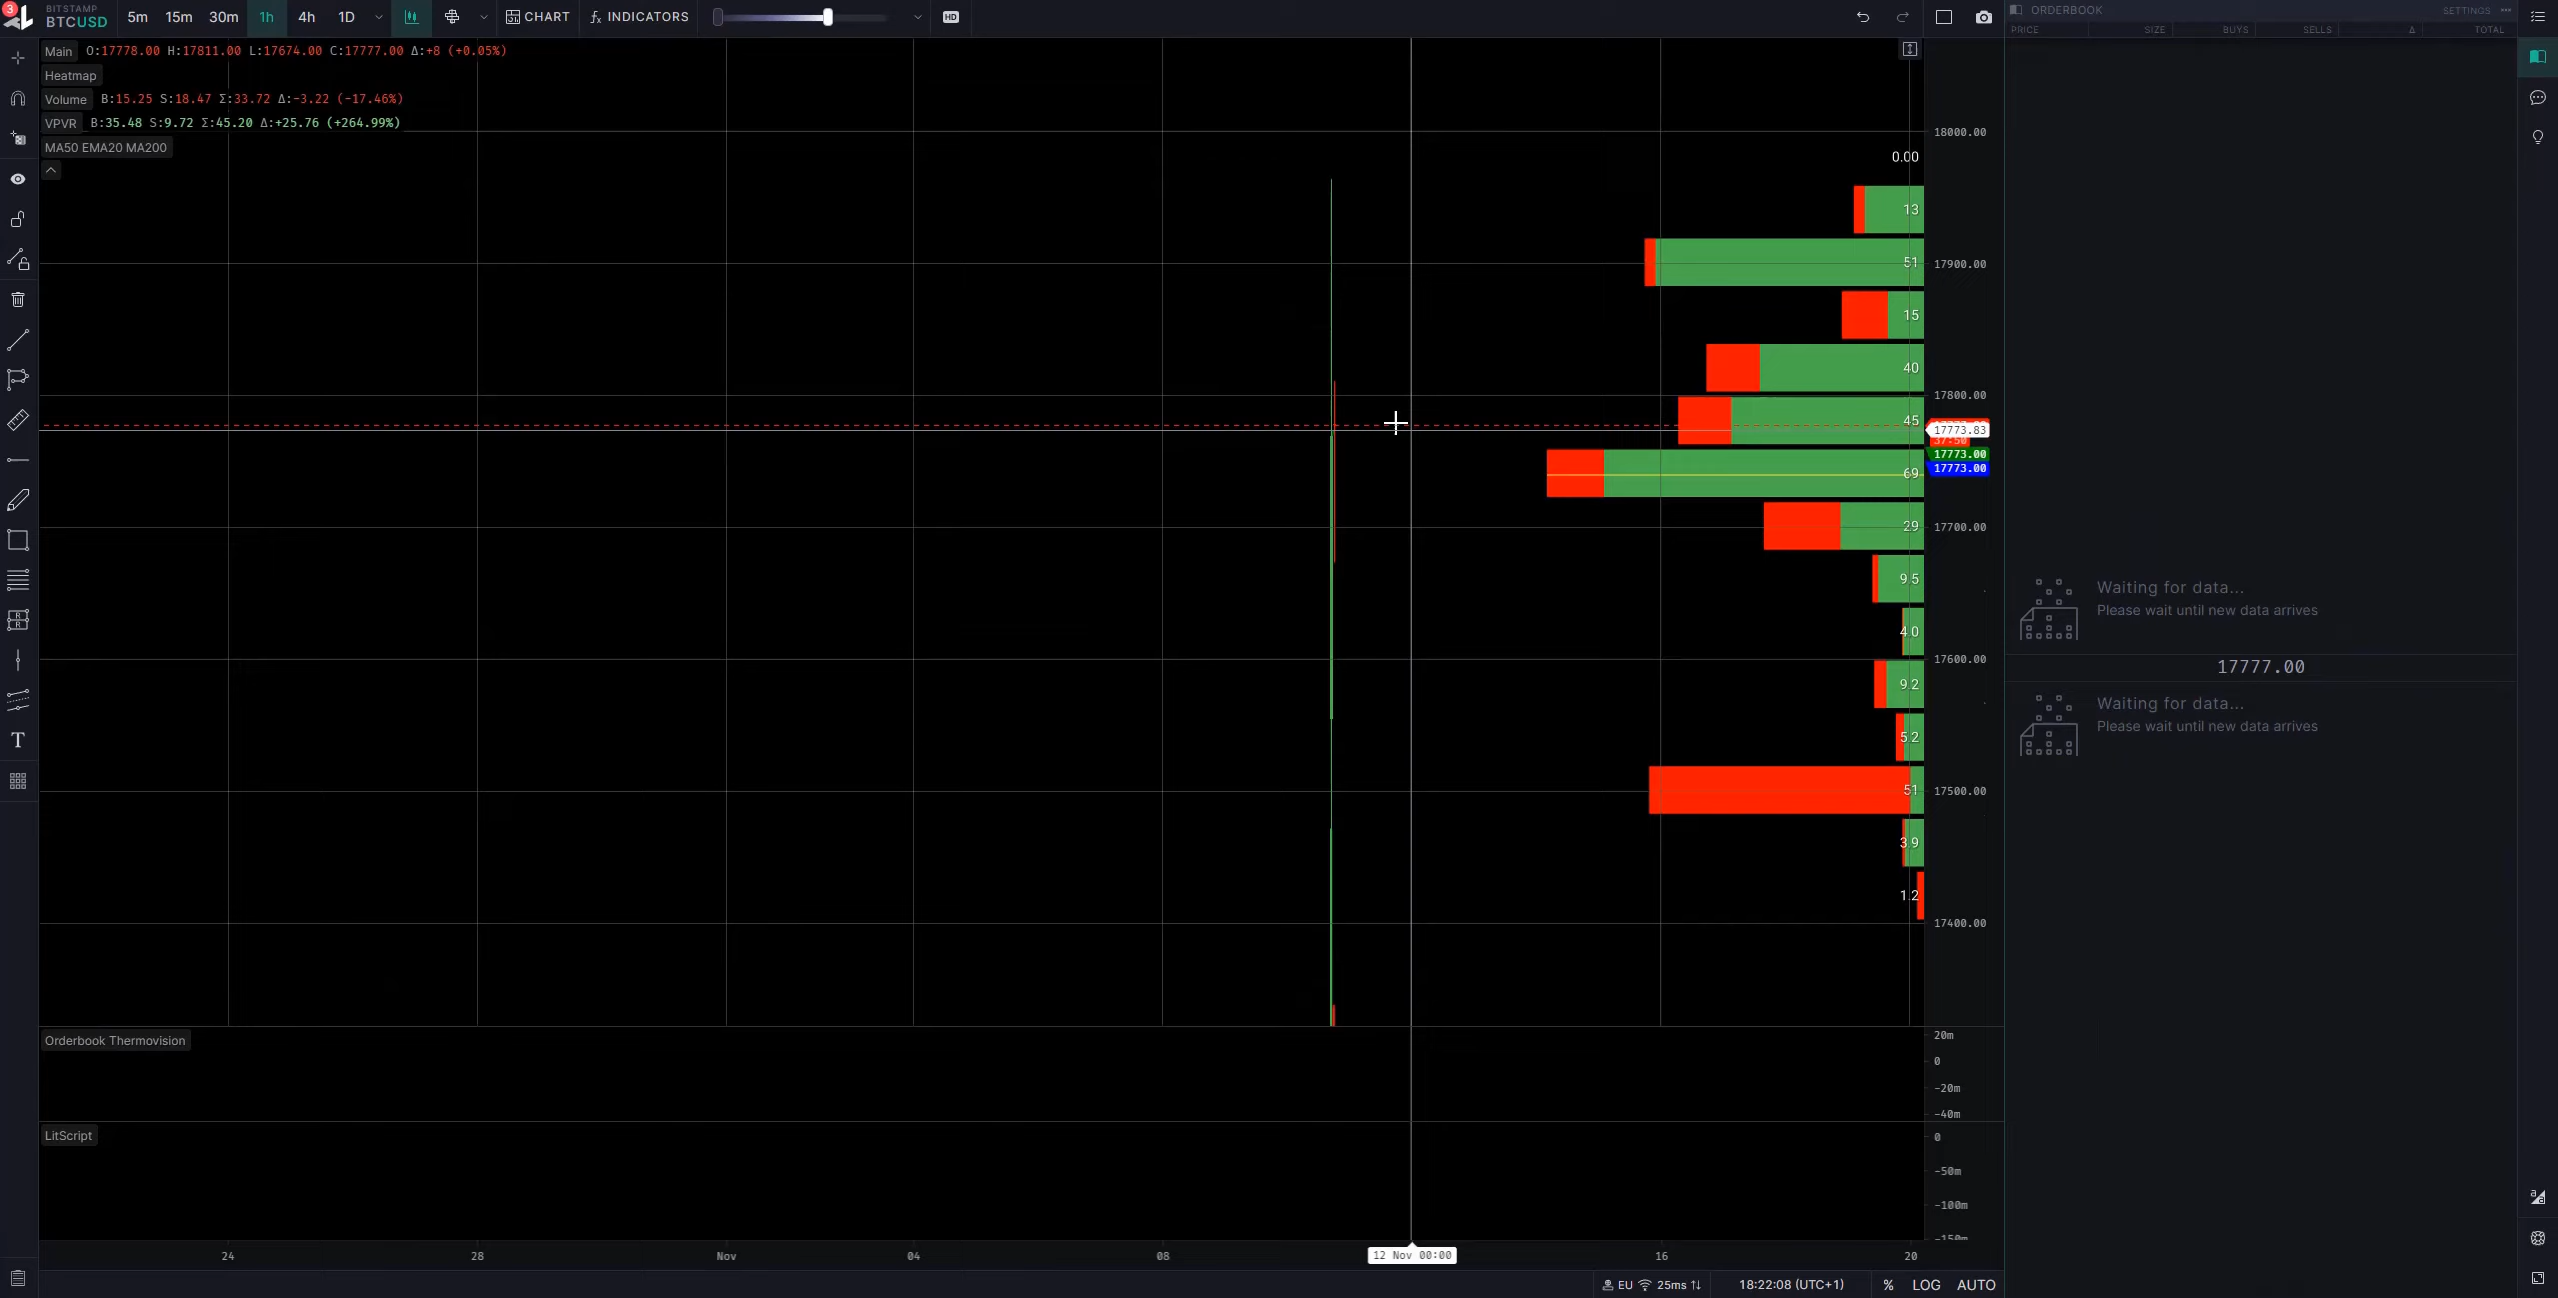 3
BITSTAMP
BTCUSD
5m 15m 30m 1h 4h 1D CHART fx INDICATORS HD
ORDERBOOK SETTINGS
PRICE SIZE BUYS SELLS Δ TOTAL
Main O:17778.00 H:17811.00 L:17674.00 C:17777.00 Δ:+8 (+0.05%)
Heatmap
Volume B:15.25 S:18.47 Σ:33.72 Δ:-3.22 (-17.46%)
VPVR B:35.48 S:9.72 Σ:45.20 Δ:+25.76 (+264.99%)
MA50 EMA20 MA200
18000.00
0.00
13
51 17900.00
15
40
17800.00
45
17773.83
37:50
17773.00
17773.00
69
29 17700.00
9.5
4.0
17600.00
9.2
5.2
51 17500.00
3.9
1.2
17400.00
Waiting for data...
Please wait until new data arrives
17777.00
Waiting for data...
Please wait until new data arrives
T
Orderbook Thermovision
20m
0
-20m
-40m
LitScript
0
-50m
-100m
-150m
24 28 Nov 04 08 12 Nov 00:00 16 20
EU 25ms 18:22:08 (UTC+1) % LOG AUTO